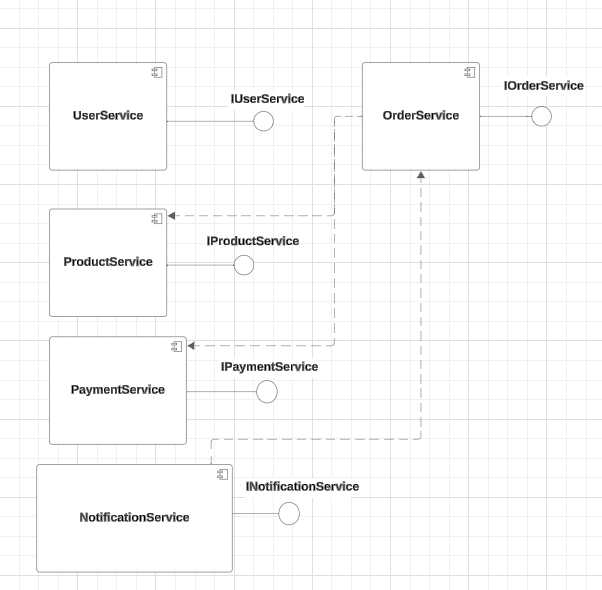 IOrderService
IUserService
UserService
OrderService
IProductService
ProductService
IPaymentService
PaymentService
INotificationService
NotificationService